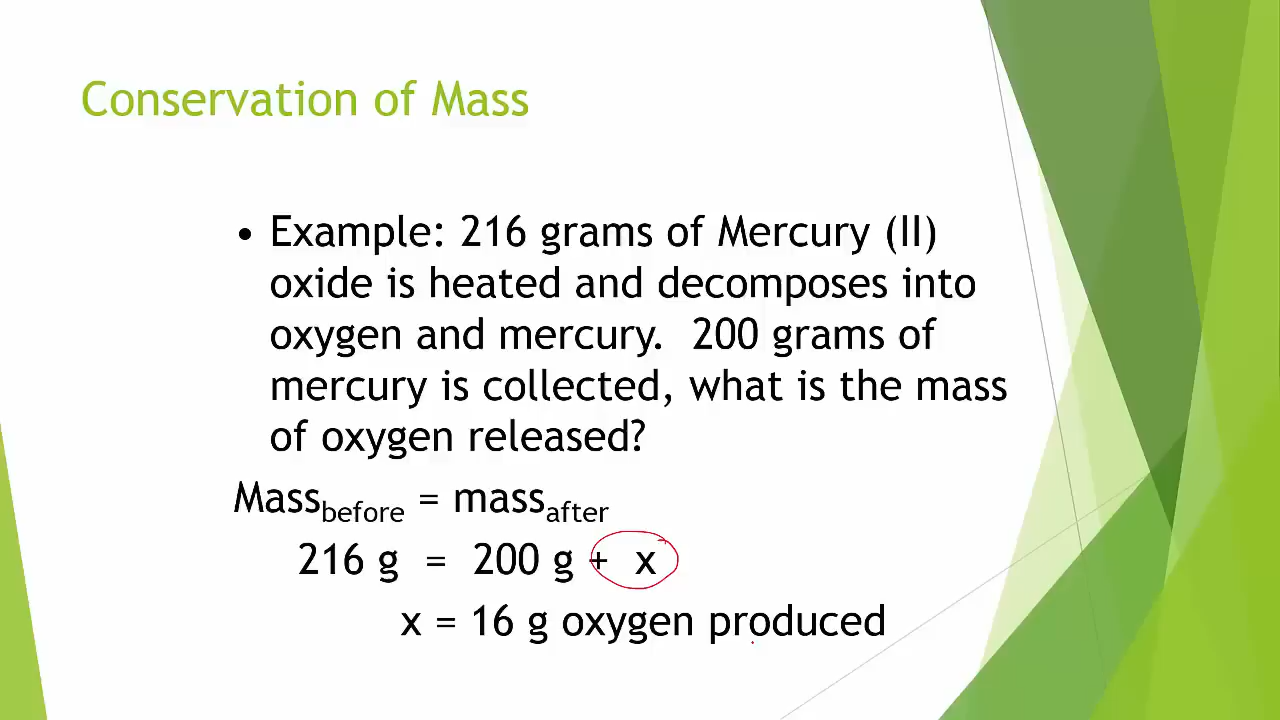 Conservation of Mass
• Example: 216 grams of Mercury (II)
oxide is heated and decomposes into
oxygen and mercury.  200 grams of
mercury is collected, what is the mass
of oxygen released?
Mass_before = mass_after
216 g = 200 g + x
x = 16 g oxygen produced